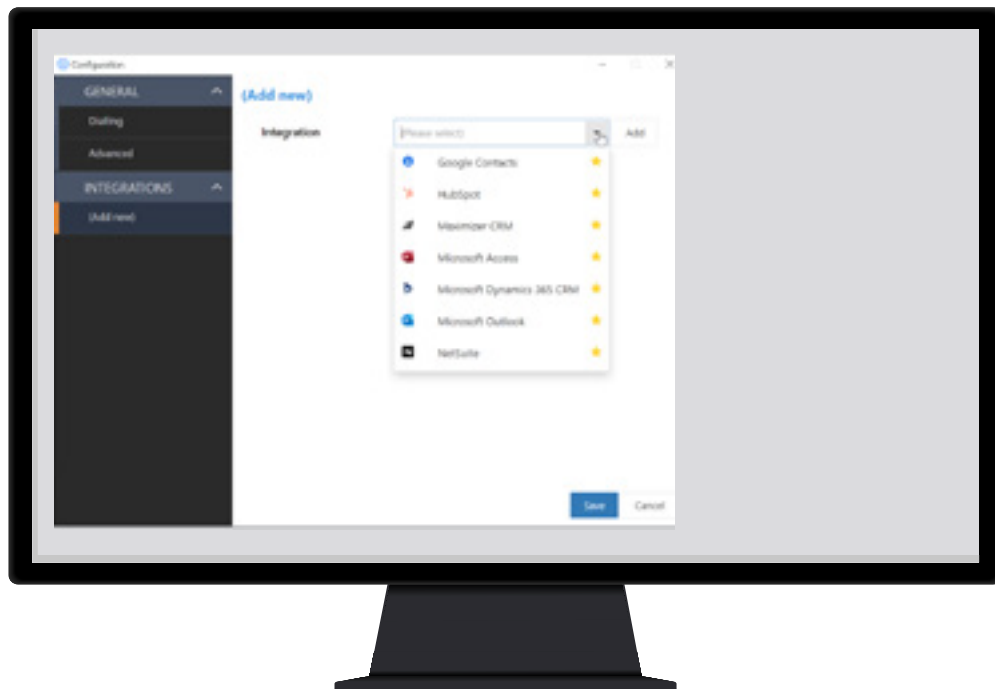 Configuration
GENERAL
Dialing
Advanced
INTEGRATIONS
(Add new)
(Add new)
Integration
(Please select)
Add
Google Contacts
HubSpot
Maximizer CRM
Microsoft Access
Microsoft Dynamics 365 CRM
Microsoft Outlook
NetSuite
Save
Cancel